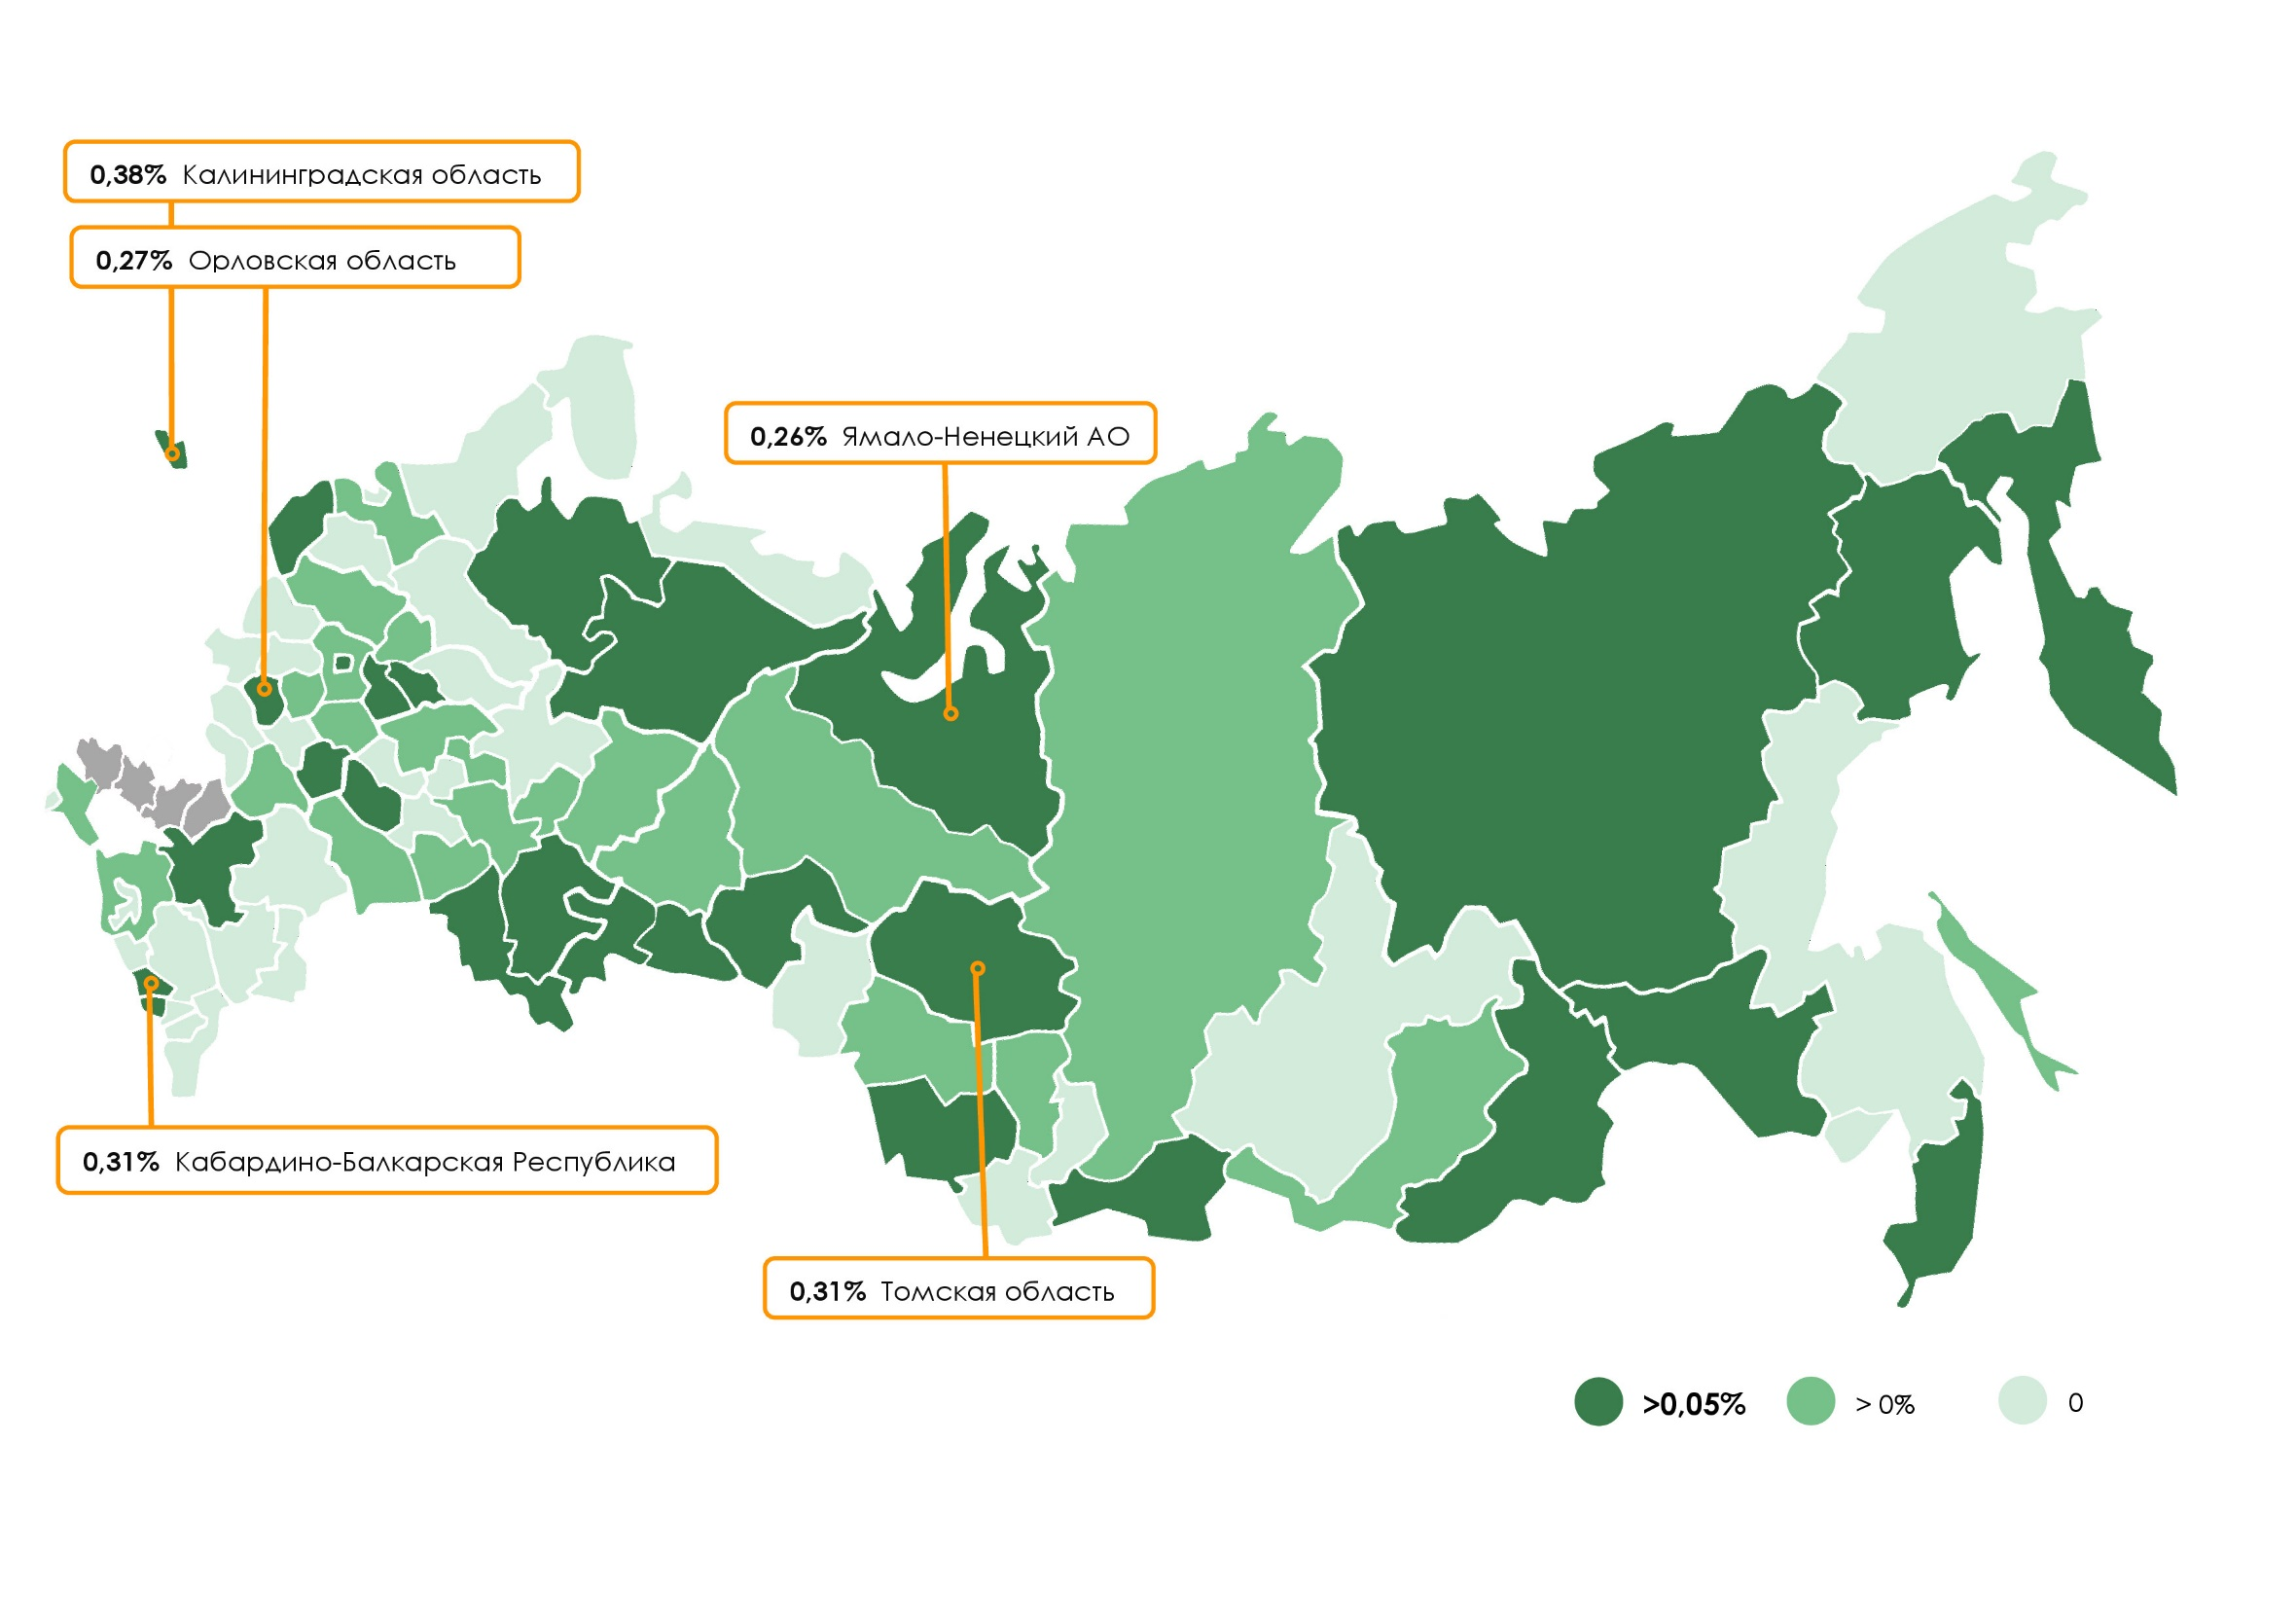 0,38% Калининградская область
0,27% Орловская область
0,26% Ямало-Ненецкий АО
0,31% Кабардино-Балкарская Республика
0,31% Томская область
>0,05% > 0% 0